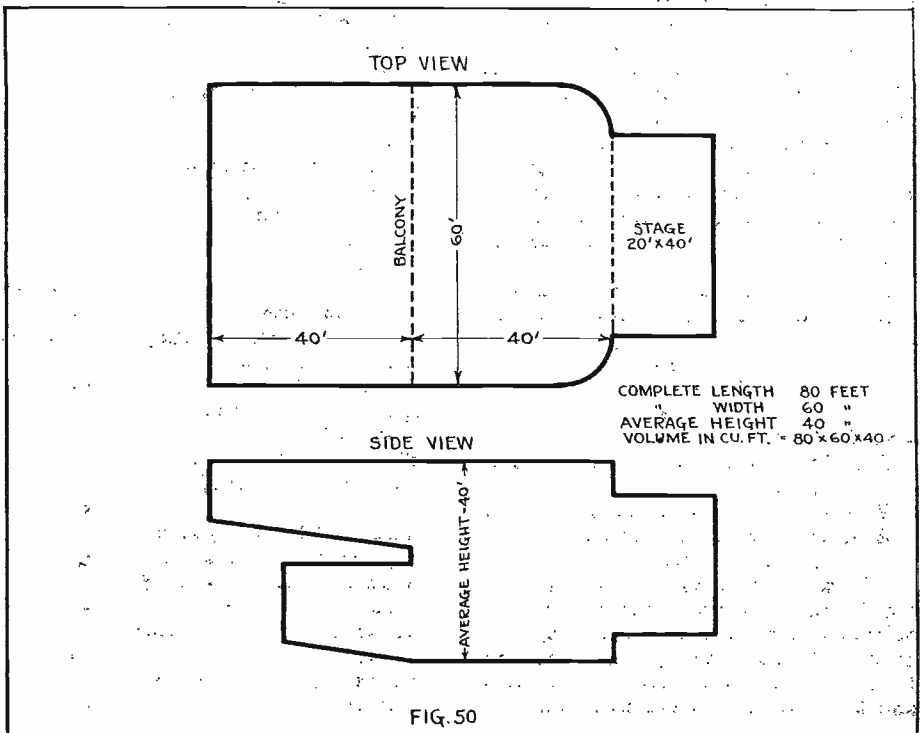 TOP VIEW
BALCONY
60'
STAGE
20'X40'
40'
40'
COMPLETE LENGTH 80 FEET
" WIDTH 60 "
AVERAGE HEIGHT 40 "
VOLUME IN CU. FT. = 80 x 60 x 40
SIDE VIEW
AVERAGE HEIGHT-40'
FIG. 50